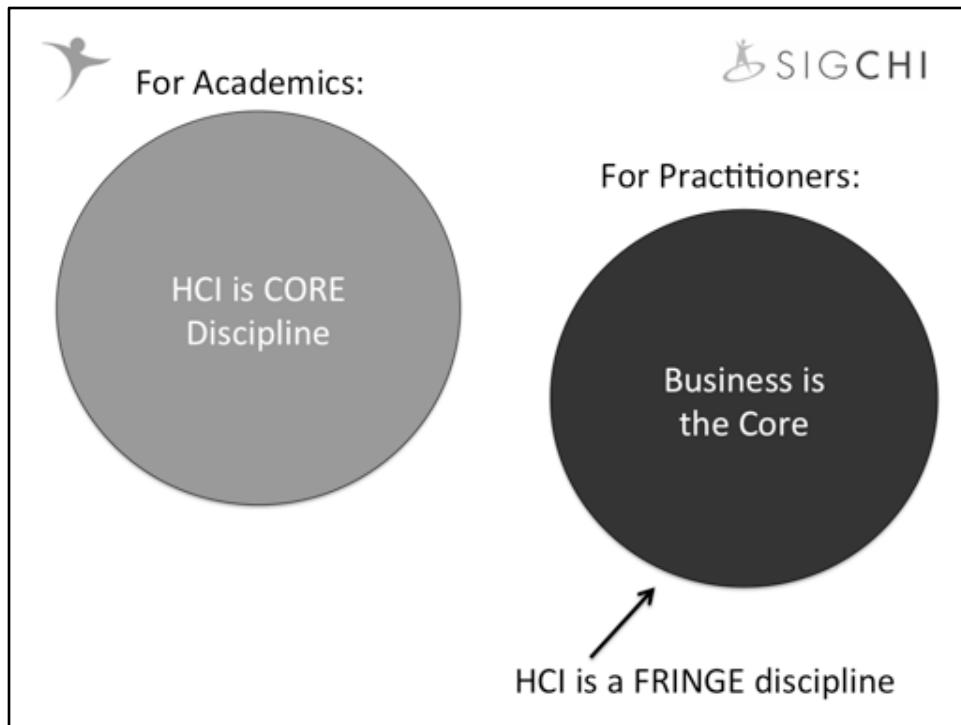 For Academics:
SIGCHI
HCI is CORE
Discipline
For Practitioners:
Business is
the Core
HCI is a FRINGE discipline